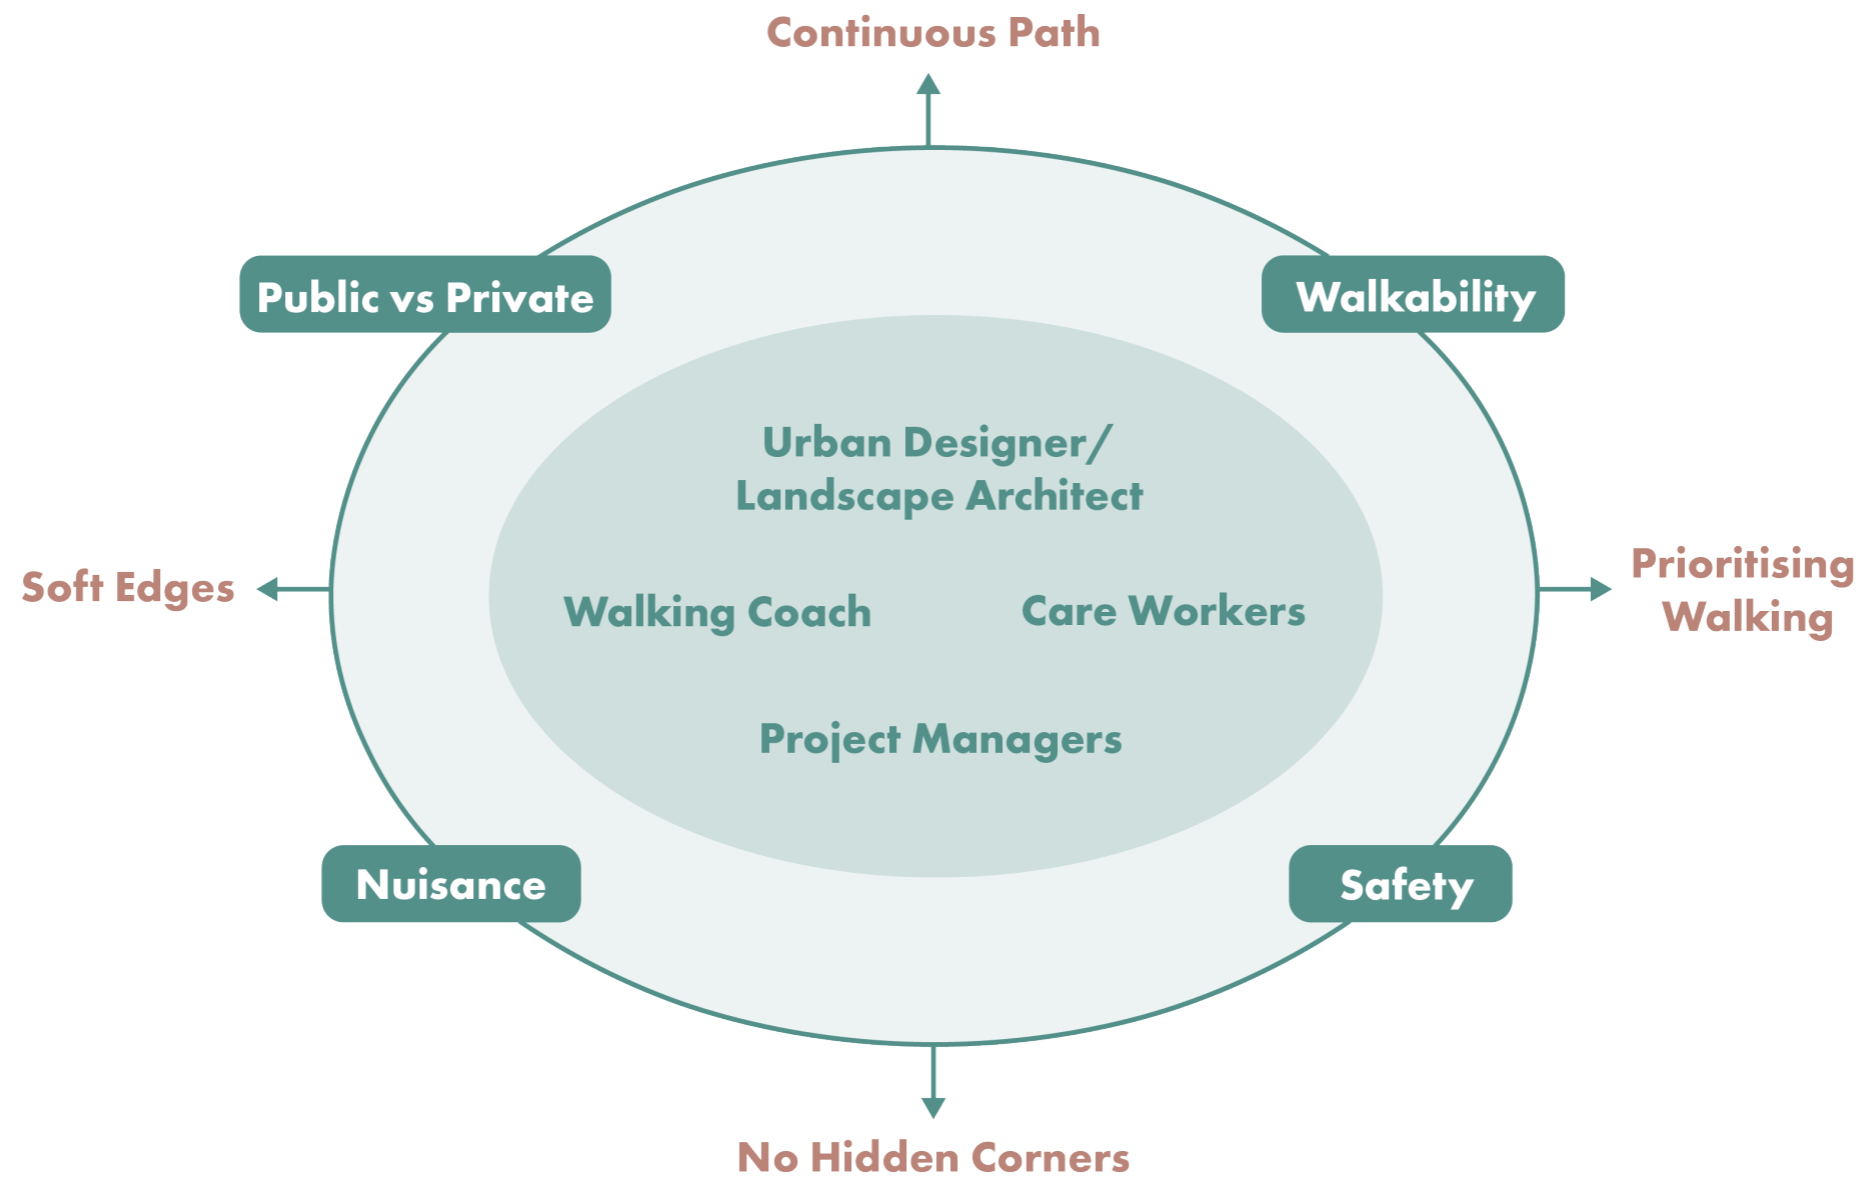 Continuous Path
Public vs Private
Walkability
Urban Designer/
Landscape Architect
Soft Edges
Walking Coach
Care Workers
Prioritising
Walking
Project Managers
Nuisance
Safety
No Hidden Corners